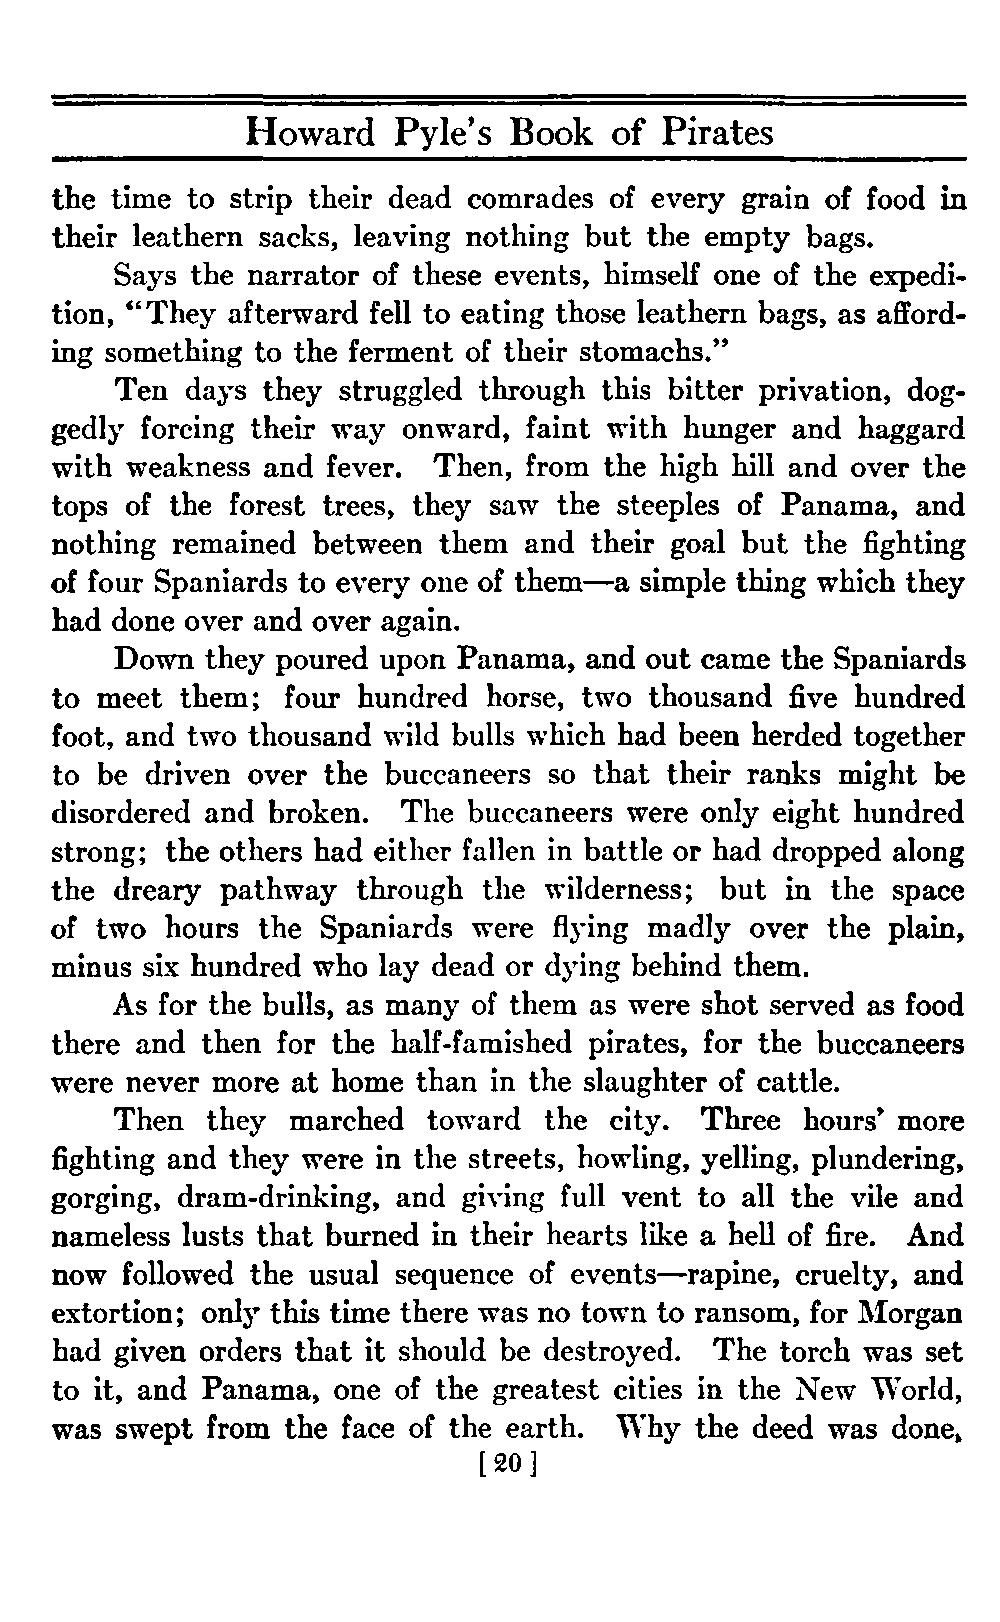 Howard Pyle's Book of Pirates
the time to strip their dead comrades of every grain of food in
their leathern sacks, leaving nothing but the empty bags.
Says the narrator of these events, himself one of the expedi-
tion, “They afterward fell to eating those leathern bags, as afford-
ing something to the ferment of their stomachs.”
Ten days they struggled through this bitter privation, dog-
gedly forcing their way onward, faint with hunger and haggard
with weakness and fever. Then, from the high hill and over the
tops of the forest trees, they saw the steeples of Panama, and
nothing remained between them and their goal but the fighting
of four Spaniards to every one of them—a simple thing which they
had done over and over again.
Down they poured upon Panama, and out came the Spaniards
to meet them; four hundred horse, two thousand five hundred
foot, and two thousand wild bulls which had been herded together
to be driven over the buccaneers so that their ranks might be
disordered and broken. The buccaneers were only eight hundred
strong; the others had either fallen in battle or had dropped along
the dreary pathway through the wilderness; but in the space
of two hours the Spaniards were flying madly over the plain,
minus six hundred who lay dead or dying behind them.
As for the bulls, as many of them as were shot served as food
there and then for the half-famished pirates, for the buccaneers
were never more at home than in the slaughter of cattle.
Then they marched toward the city. Three hours' more
fighting and they were in the streets, howling, yelling, plundering,
gorging, dram-drinking, and giving full vent to all the vile and
nameless lusts that burned in their hearts like a hell of fire. And
now followed the usual sequence of events—rapine, cruelty, and
extortion; only this time there was no town to ransom, for Morgan
had given orders that it should be destroyed. The torch was set
to it, and Panama, one of the greatest cities in the New World,
was swept from the face of the earth. Why the deed was done,
[ 20 ]